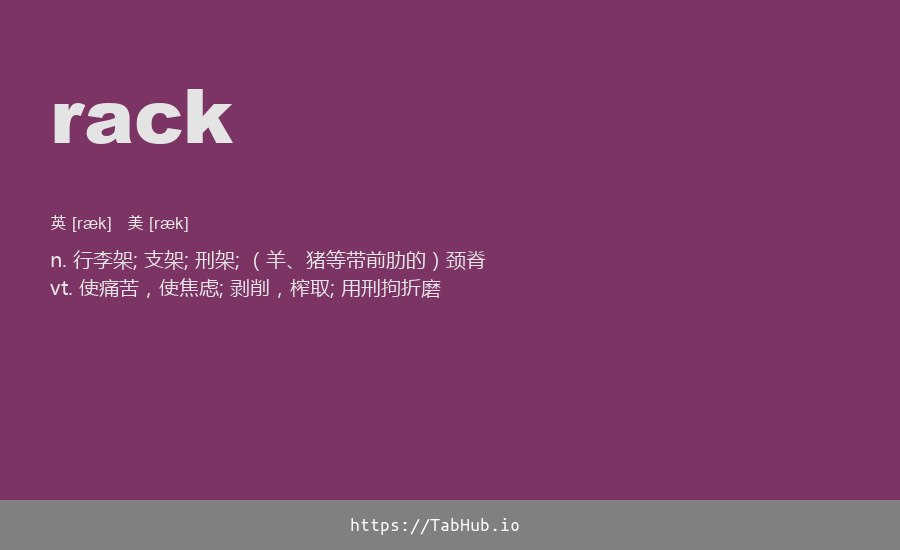 rack
英 [ræk] 美 [ræk]
n. 行李架; 支架; 刑架; （羊、猪等带前肋的）颈脊
vt. 使痛苦，使焦虑; 剥削，榨取; 用刑拘折磨
https://TabHub.io